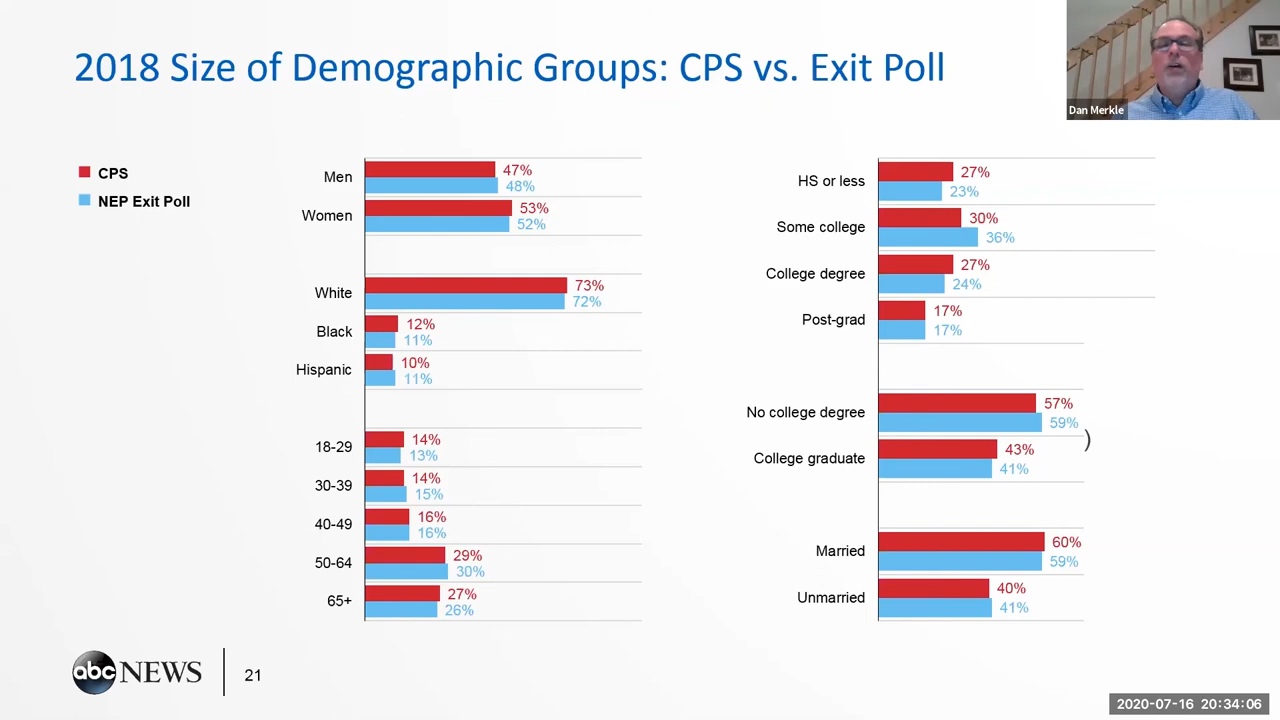 2018 Size of Demographic Groups: CPS vs. Exit Poll
Dan Merkle
CPS
NEP Exit Poll
Men 47%
48%
Women 53%
52%
White 73%
72%
Black 12%
11%
Hispanic 10%
11%
18-29 14%
13%
30-39 14%
15%
40-49 16%
16%
50-64 29%
30%
65+ 27%
26%
HS or less 27%
23%
Some college 30%
36%
College degree 27%
24%
Post-grad 17%
17%
No college degree 57%
59%
)
College graduate 43%
41%
Married 60%
59%
Unmarried 40%
41%
abc NEWS 21
2020-07-16 20:34:06